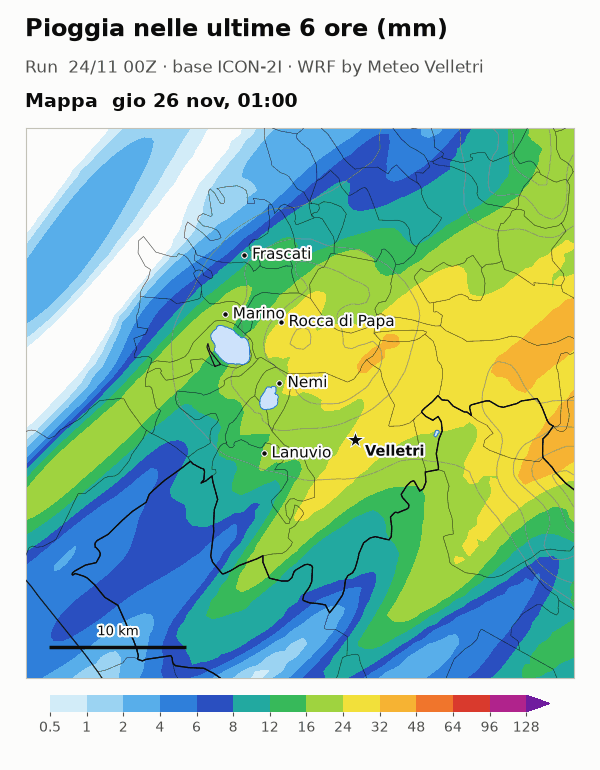 Pioggia nelle ultime 6 ore (mm)
Run  24/11 00Z · base ICON-2I · WRF by Meteo Velletri
Mappa  gio 26 nov, 01:00
Frascati
Marino
Rocca di Papa
Nemi
Velletri
Lanuvio
10 km
0.5 1 2 4 6 8 12 16 24 32 48 64 96 128